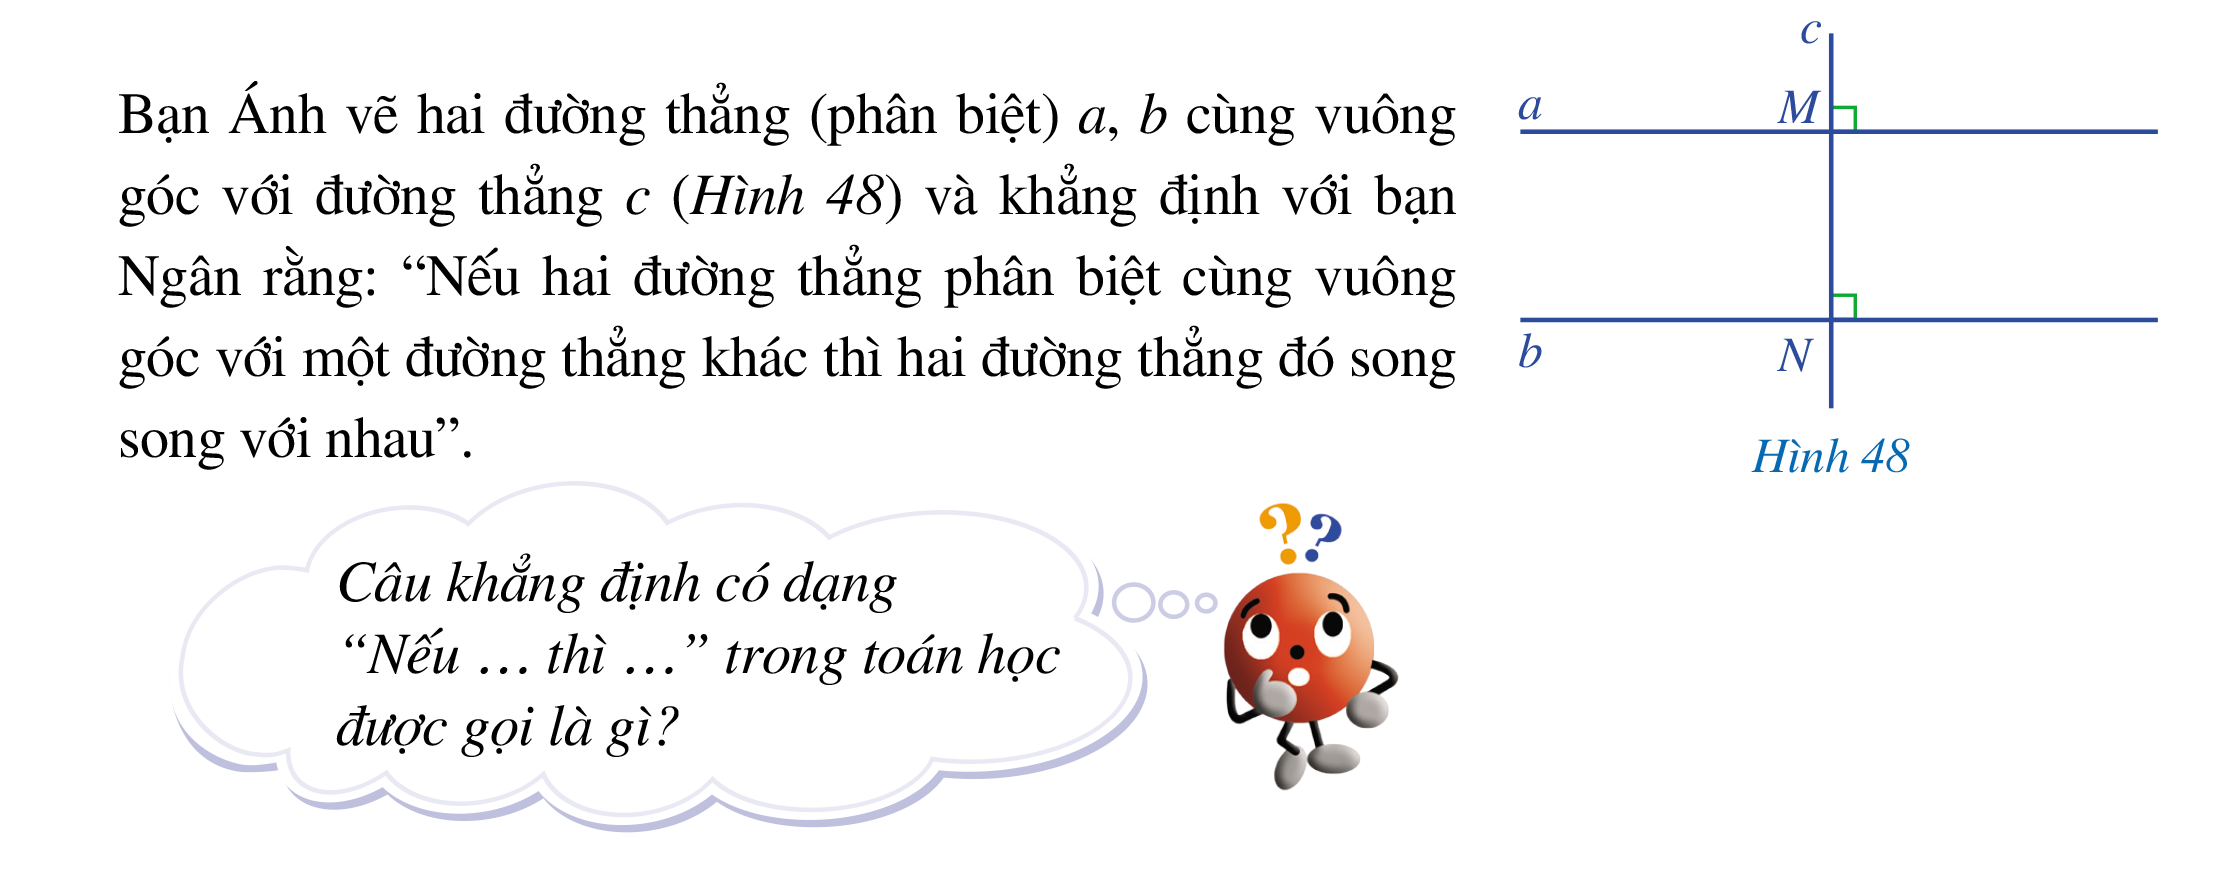 Bạn Ánh vẽ hai đường thẳng (phân biệt) a, b cùng vuông
góc với đường thẳng c (Hình 48) và khẳng định với bạn
Ngân rằng: “Nếu hai đường thẳng phân biệt cùng vuông
góc với một đường thẳng khác thì hai đường thẳng đó song
song với nhau”.
c
a
M
b
N
Hình 48
??
Câu khẳng định có dạng
“Nếu … thì …” trong toán học
được gọi là gì?